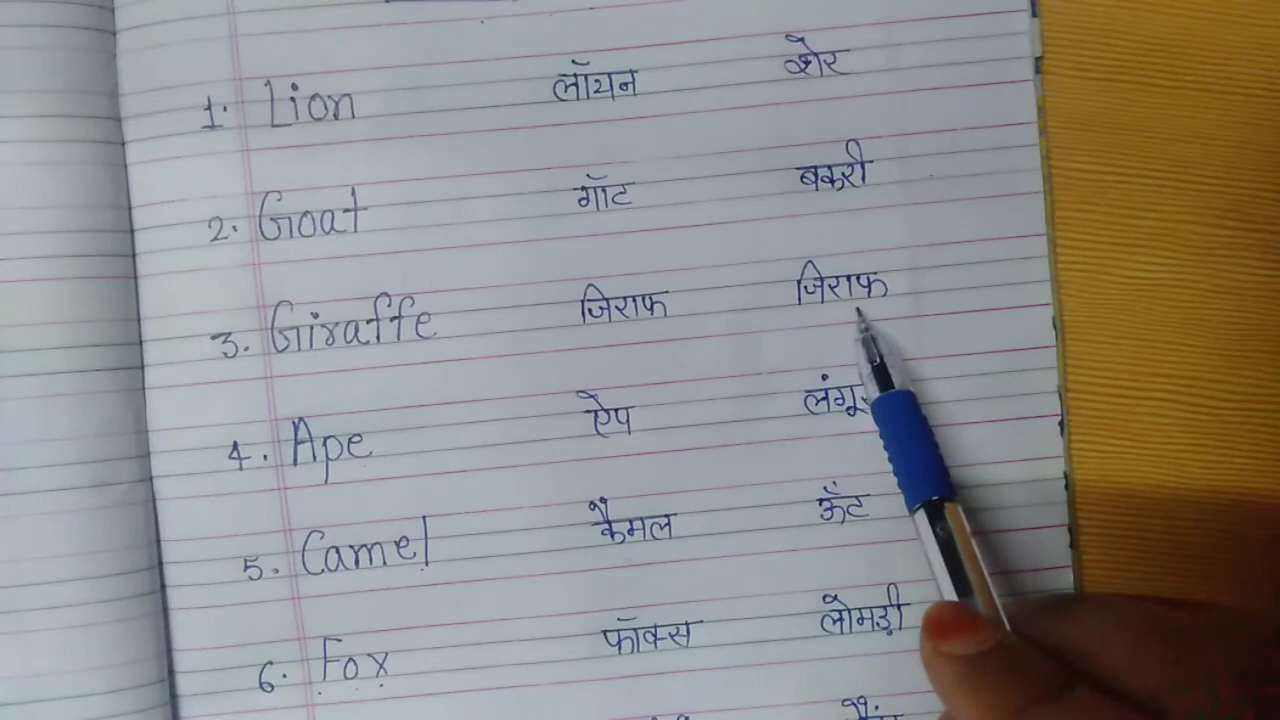 1. Lion लॉयन शेर
2. Goat गॉट बकरी
3. Giraffe जिराफ जिराफ
4. Ape ऐप
5. Camel कैमल ऊँट
6. Fox फॉक्स लोमड़ी